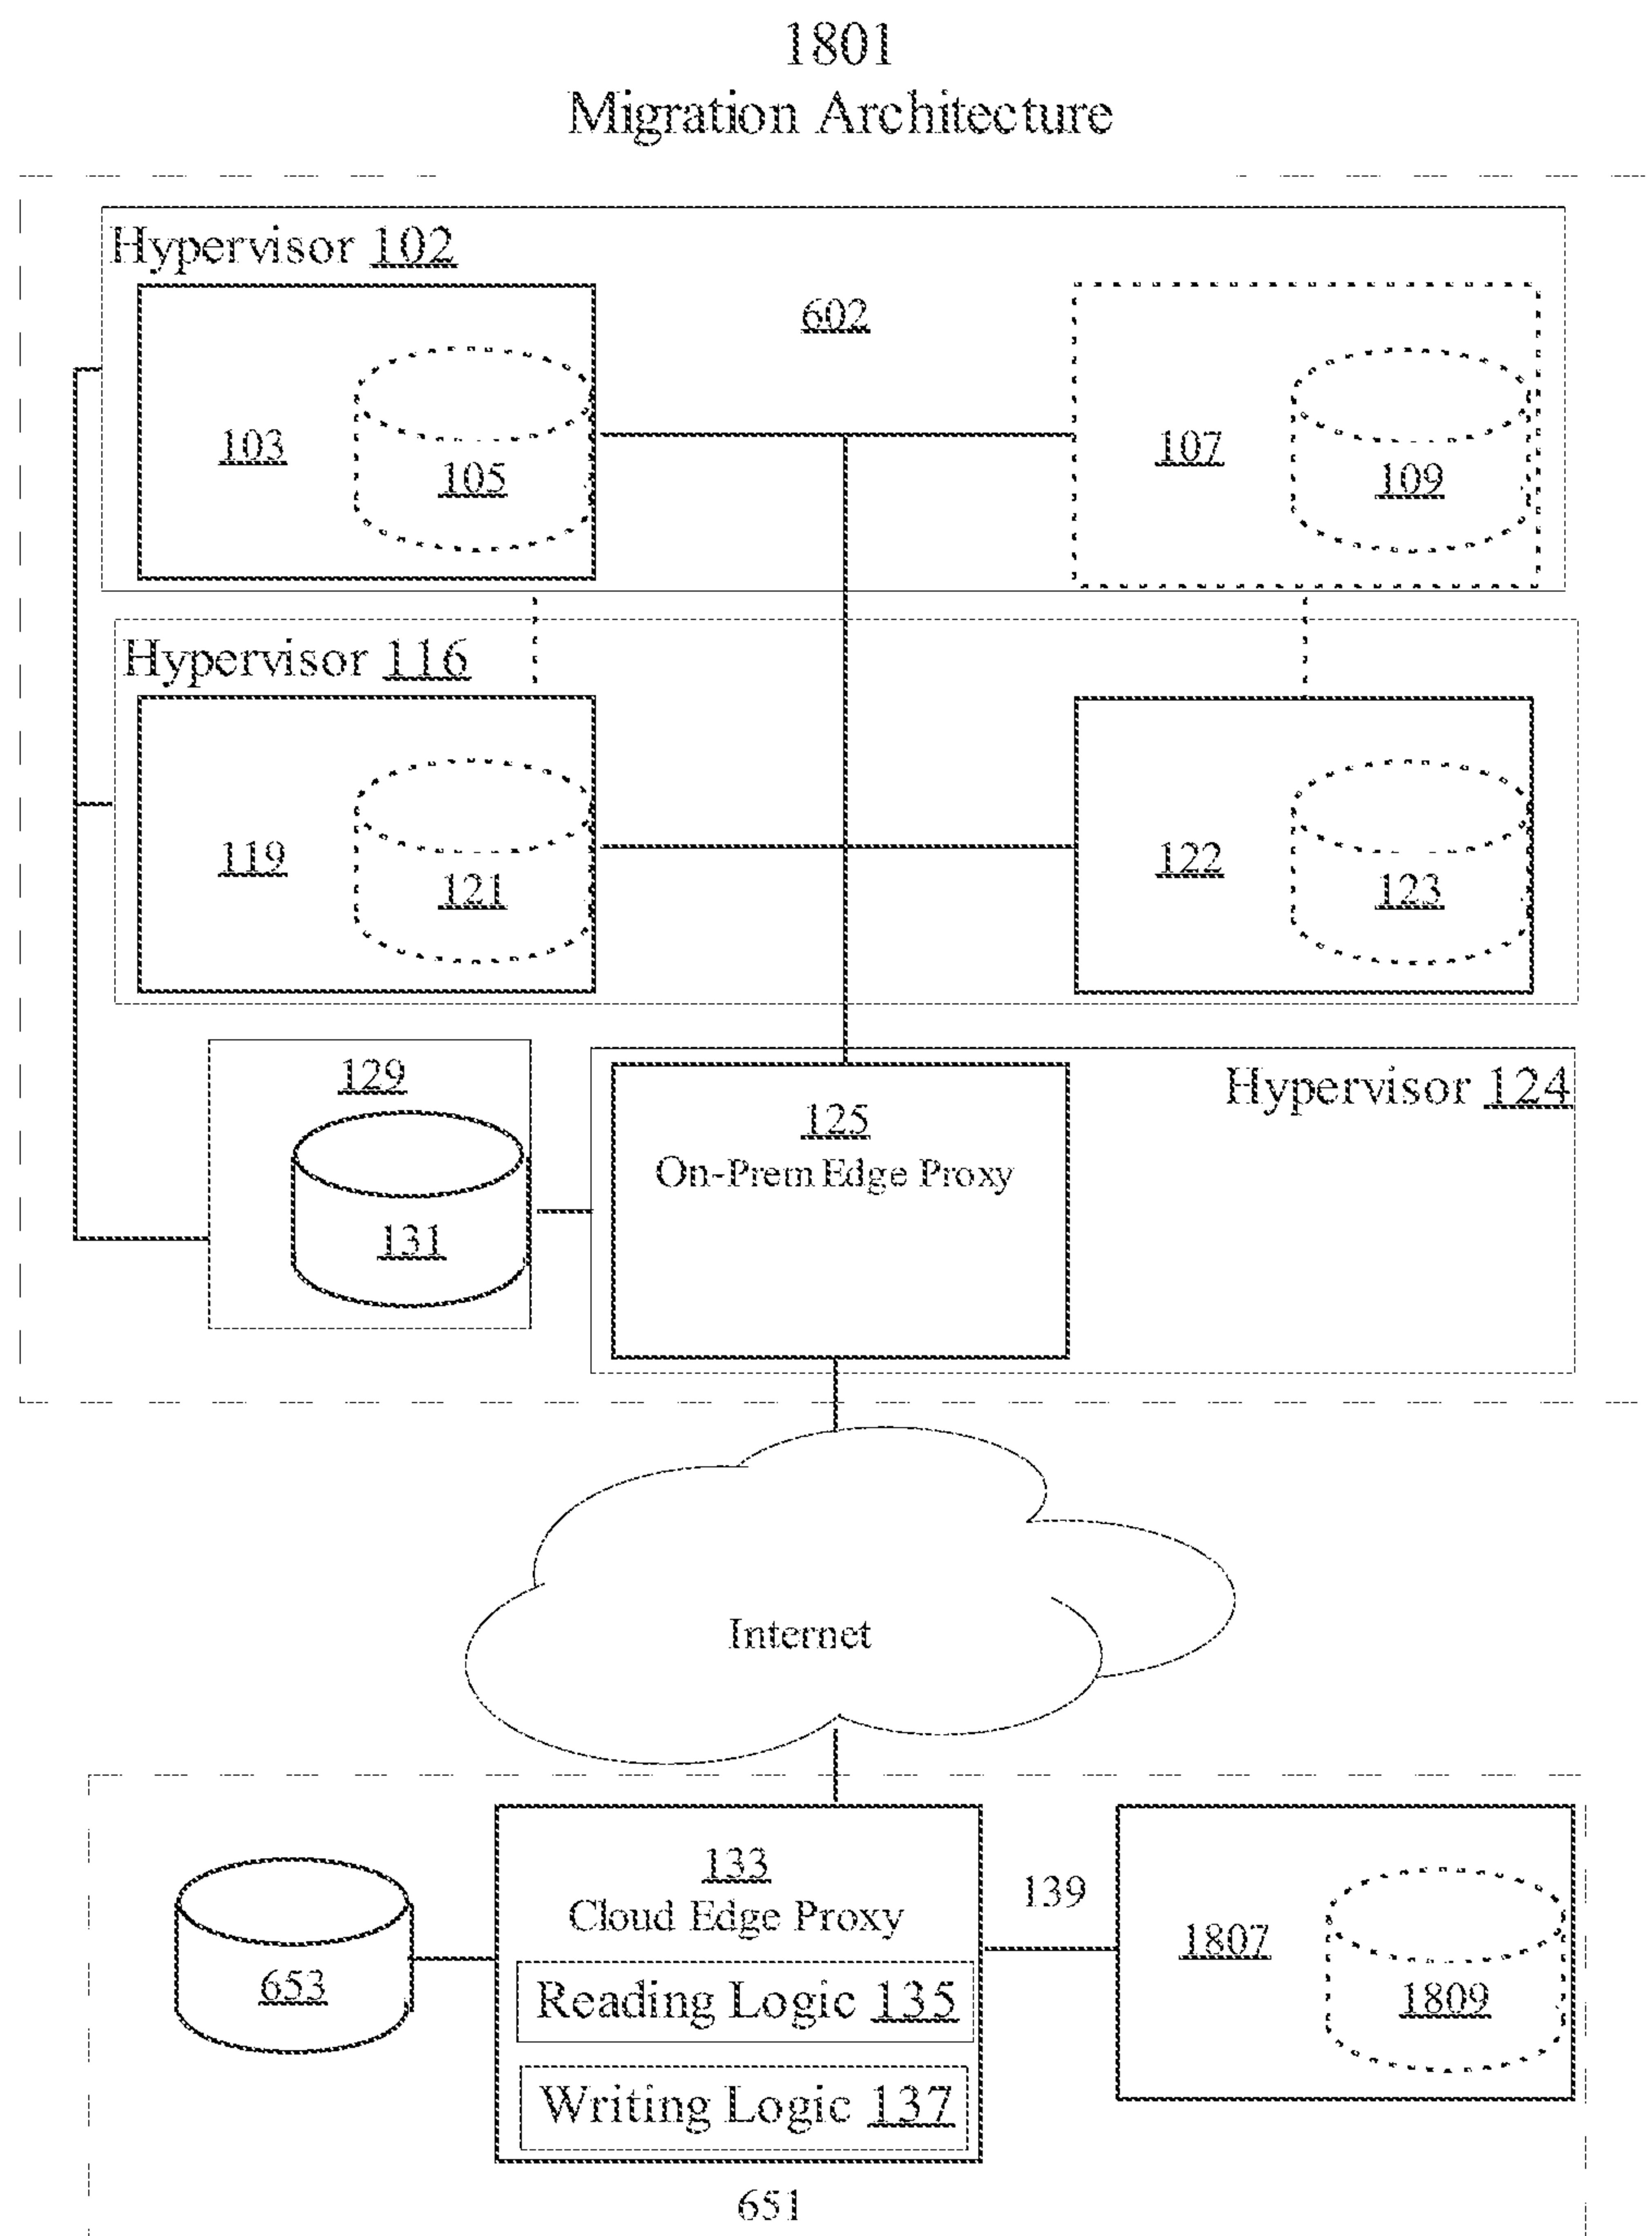 1801
Migration Architecture
Hypervisor 102
602
103
105
107
109
Hypervisor 116
119
121
122
123
129
131
Hypervisor 124
125
On-Prem Edge Proxy
Internet
133
Cloud Edge Proxy
139
653
Reading Logic 135
Writing Logic 137
1807
1809
651